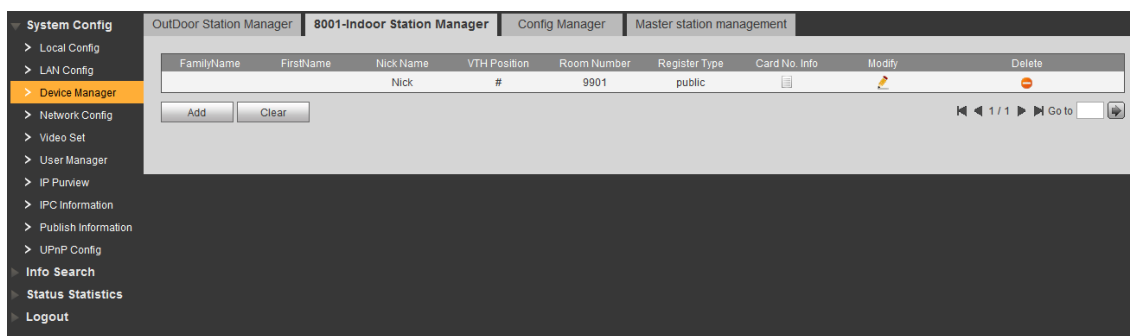 System Config
Local Config
LAN Config
Device Manager
Network Config
Video Set
User Manager
IP Purview
IPC Information
Publish Information
UPnP Config
Info Search
Status Statistics
Logout
OutDoor Station Manager 8001-Indoor Station Manager Config Manager Master station management
FamilyName FirstName Nick Name VTH Position Room Number Register Type Card No. Info Modify Delete
Nick # 9901 public
Add Clear 1 / 1 Go to